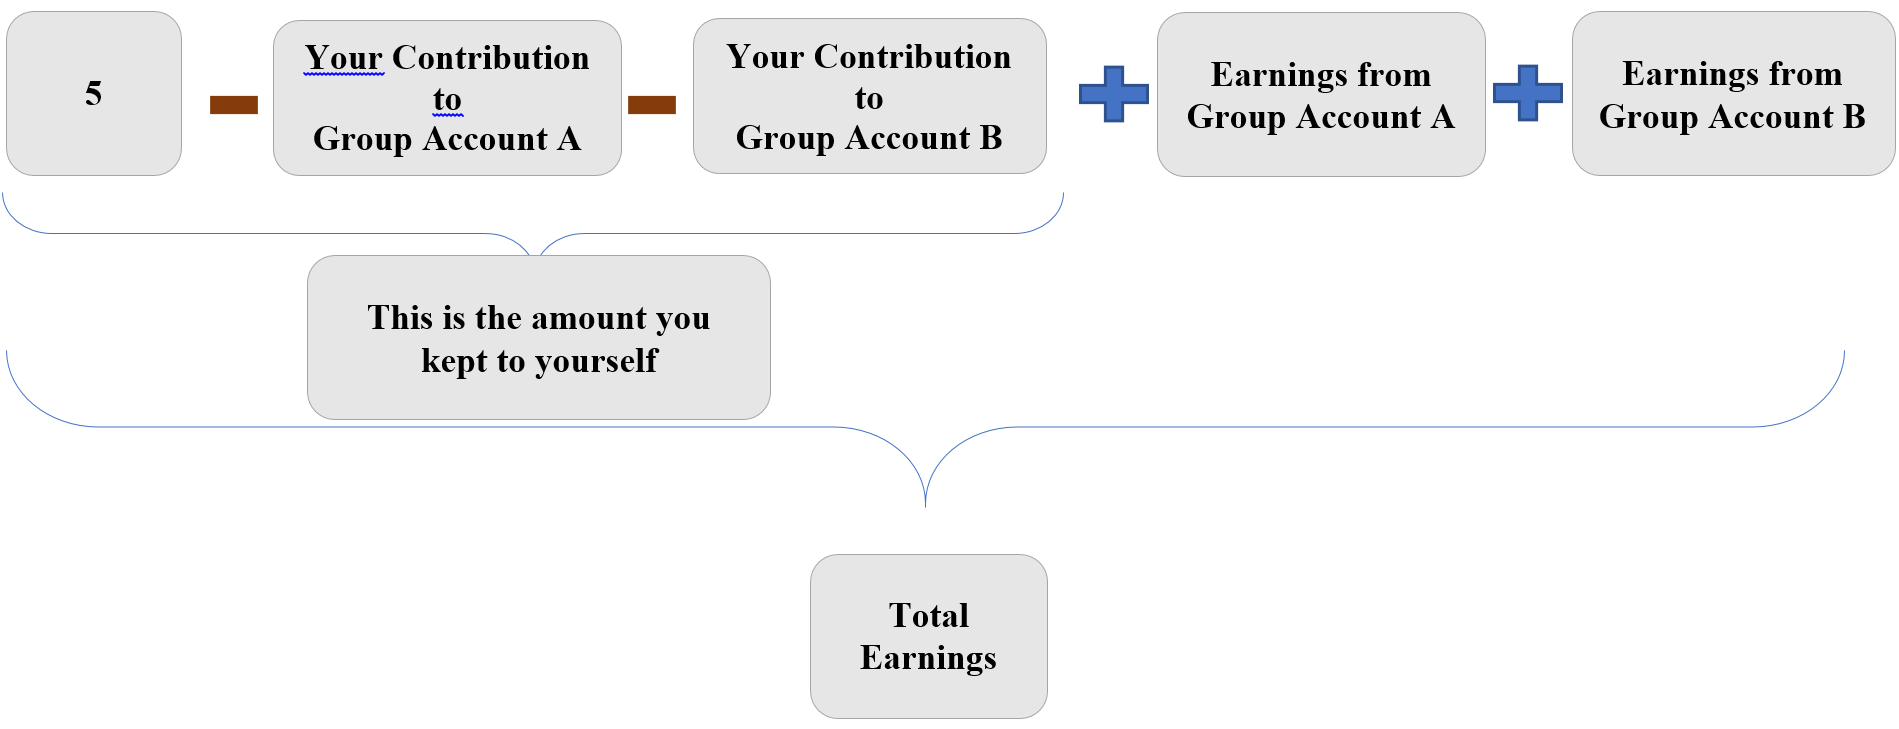 5
Your Contribution
to
Group Account A
Your Contribution
to
Group Account B
Earnings from
Group Account A
Earnings from
Group Account B
This is the amount you
kept to yourself
Total
Earnings